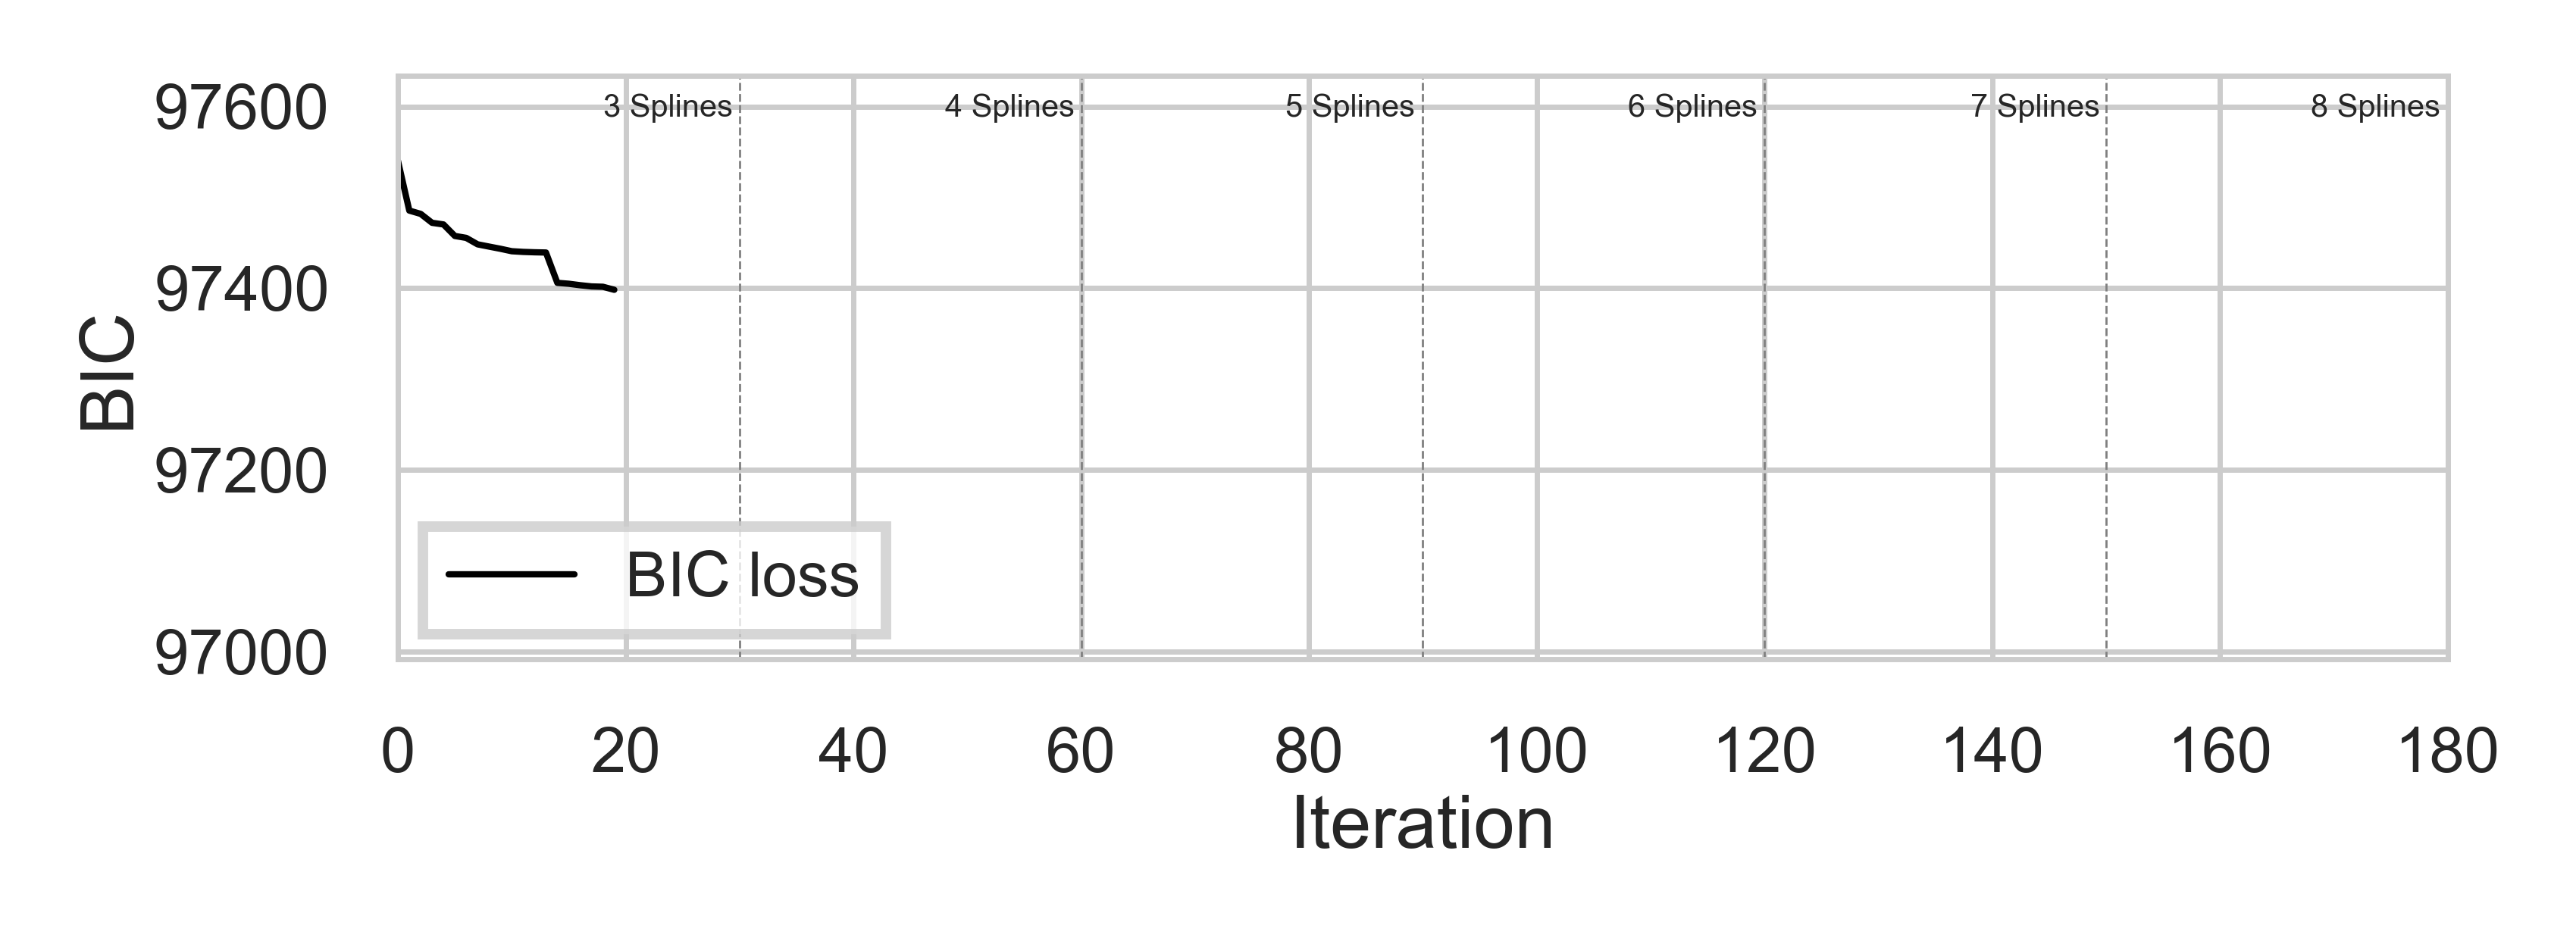 97600
3 Splines
4 Splines
5 Splines
6 Splines
7 Splines
8 Splines
97400
BIC
97200
BIC loss
97000
0 20 40 60 80 100 120 140 160 180
Iteration